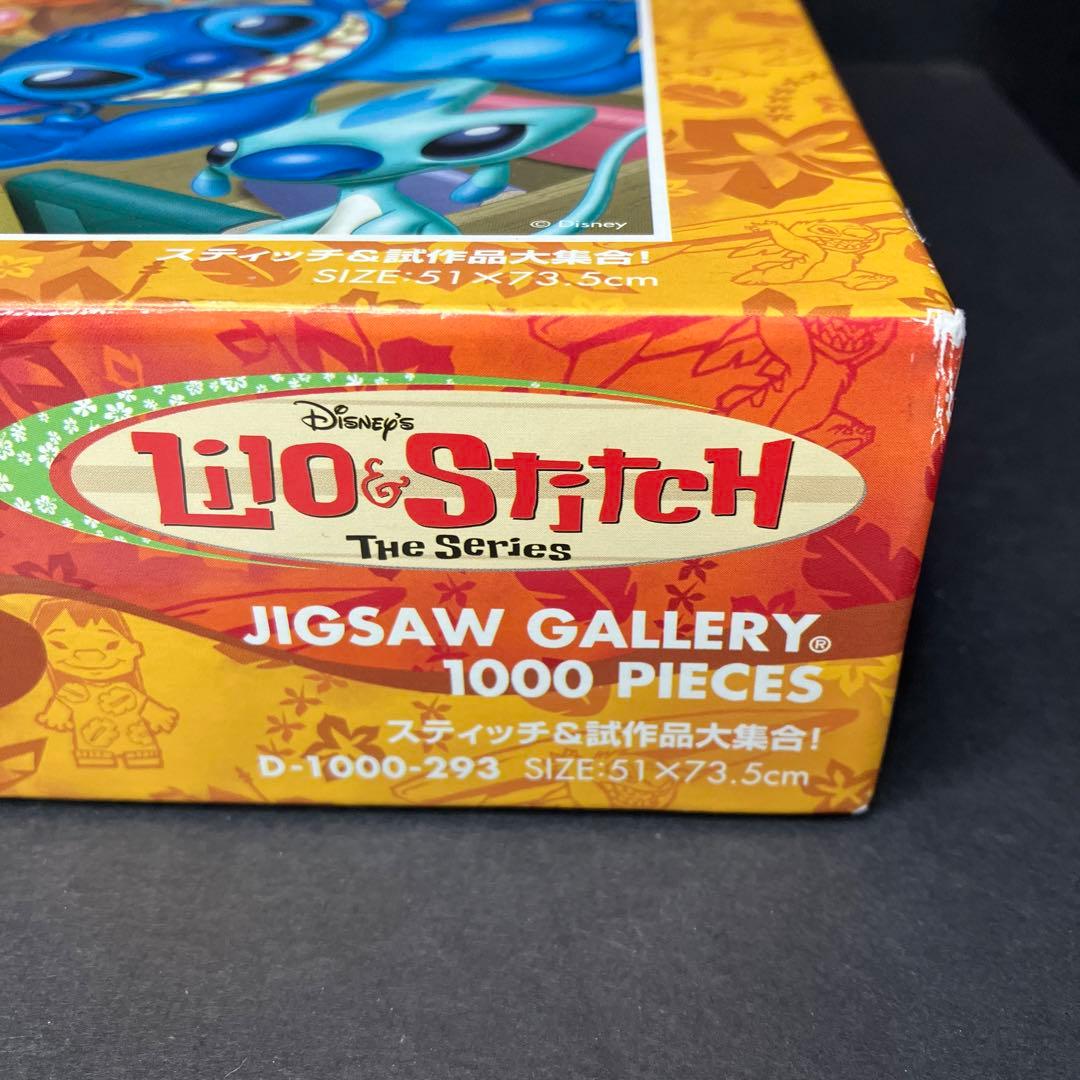 © Disney
スティッチ&試作品大集合!
SIZE:51×73.5cm
DISNEY'S
Lilo & Stitch
THE SERIES
JIGSAW GALLERY®
1000 PIECES
スティッチ&試作品大集合!
D-1000-293 SIZE:51×73.5cm